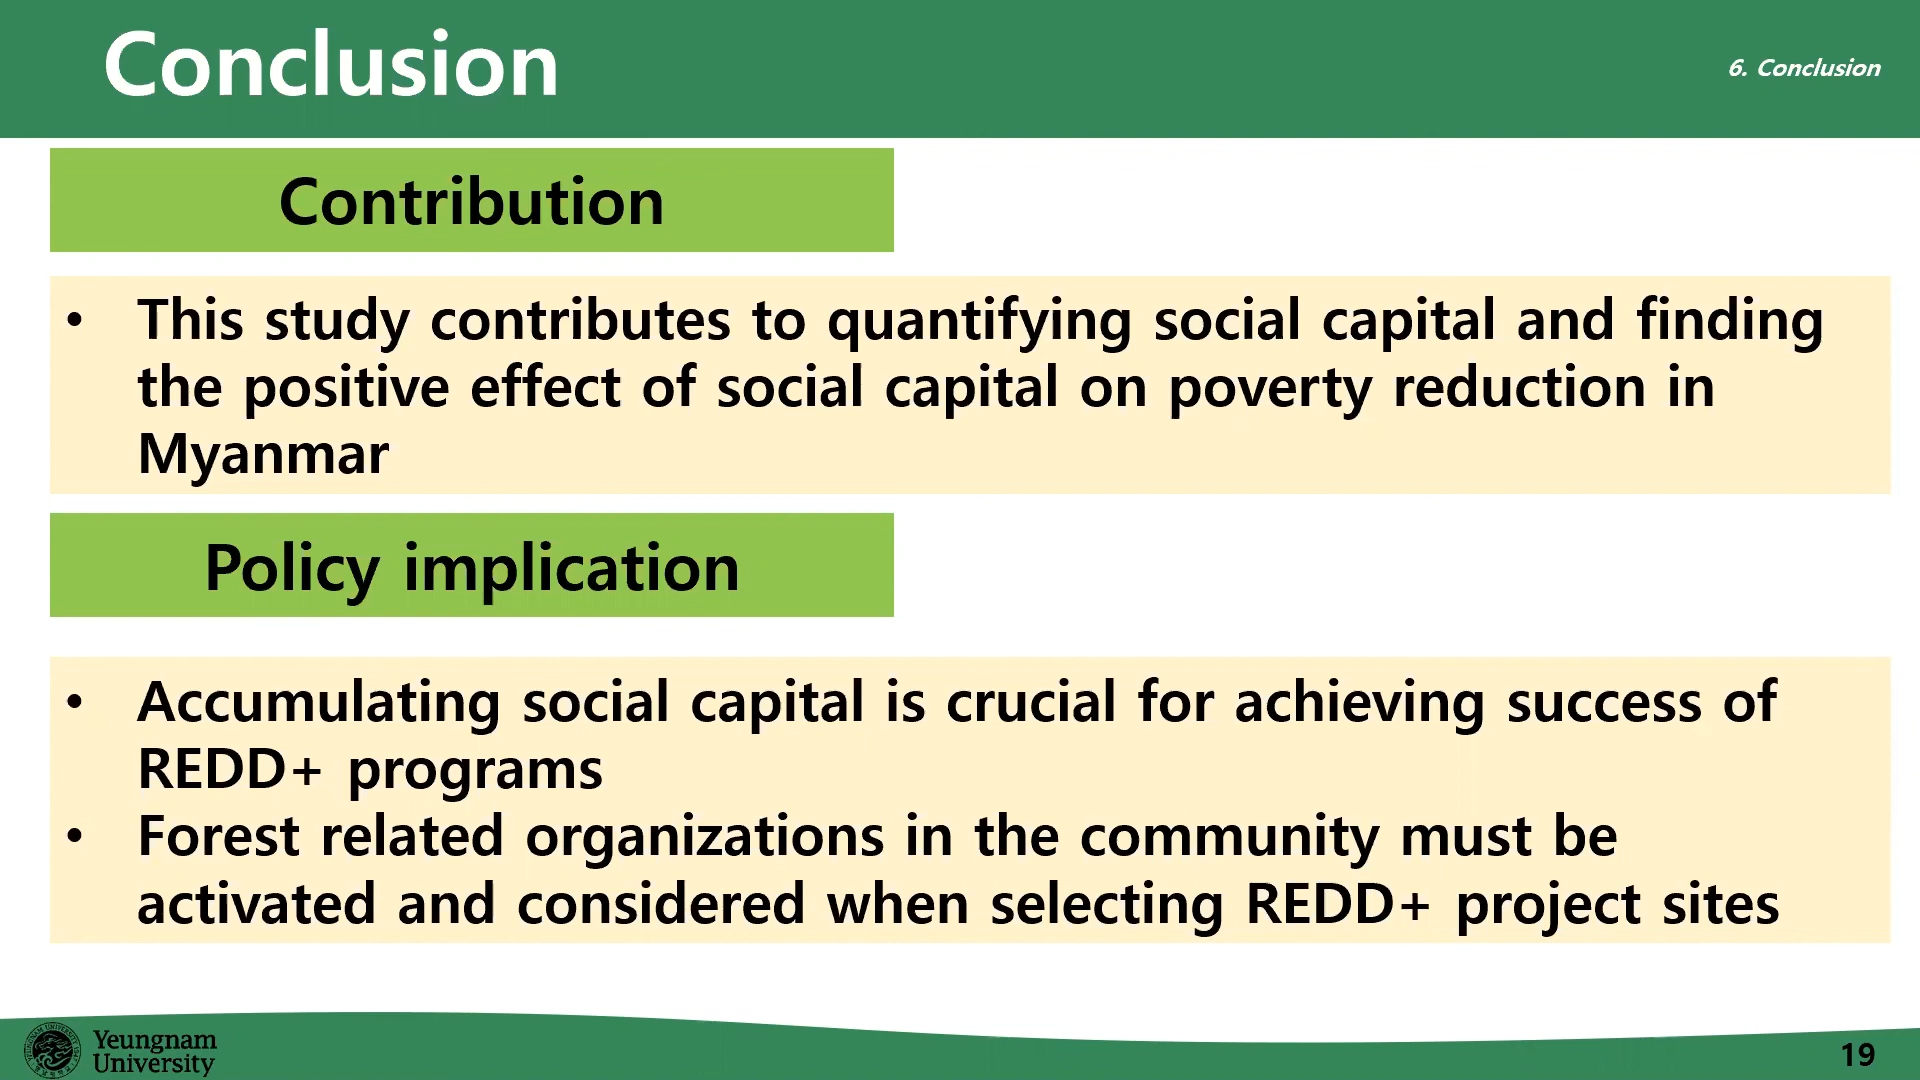 Conclusion
6. Conclusion
Contribution
• This study contributes to quantifying social capital and finding
the positive effect of social capital on poverty reduction in
Myanmar
Policy implication
• Accumulating social capital is crucial for achieving success of
REDD+ programs
• Forest related organizations in the community must be
activated and considered when selecting REDD+ project sites
Yeungnam
University
19